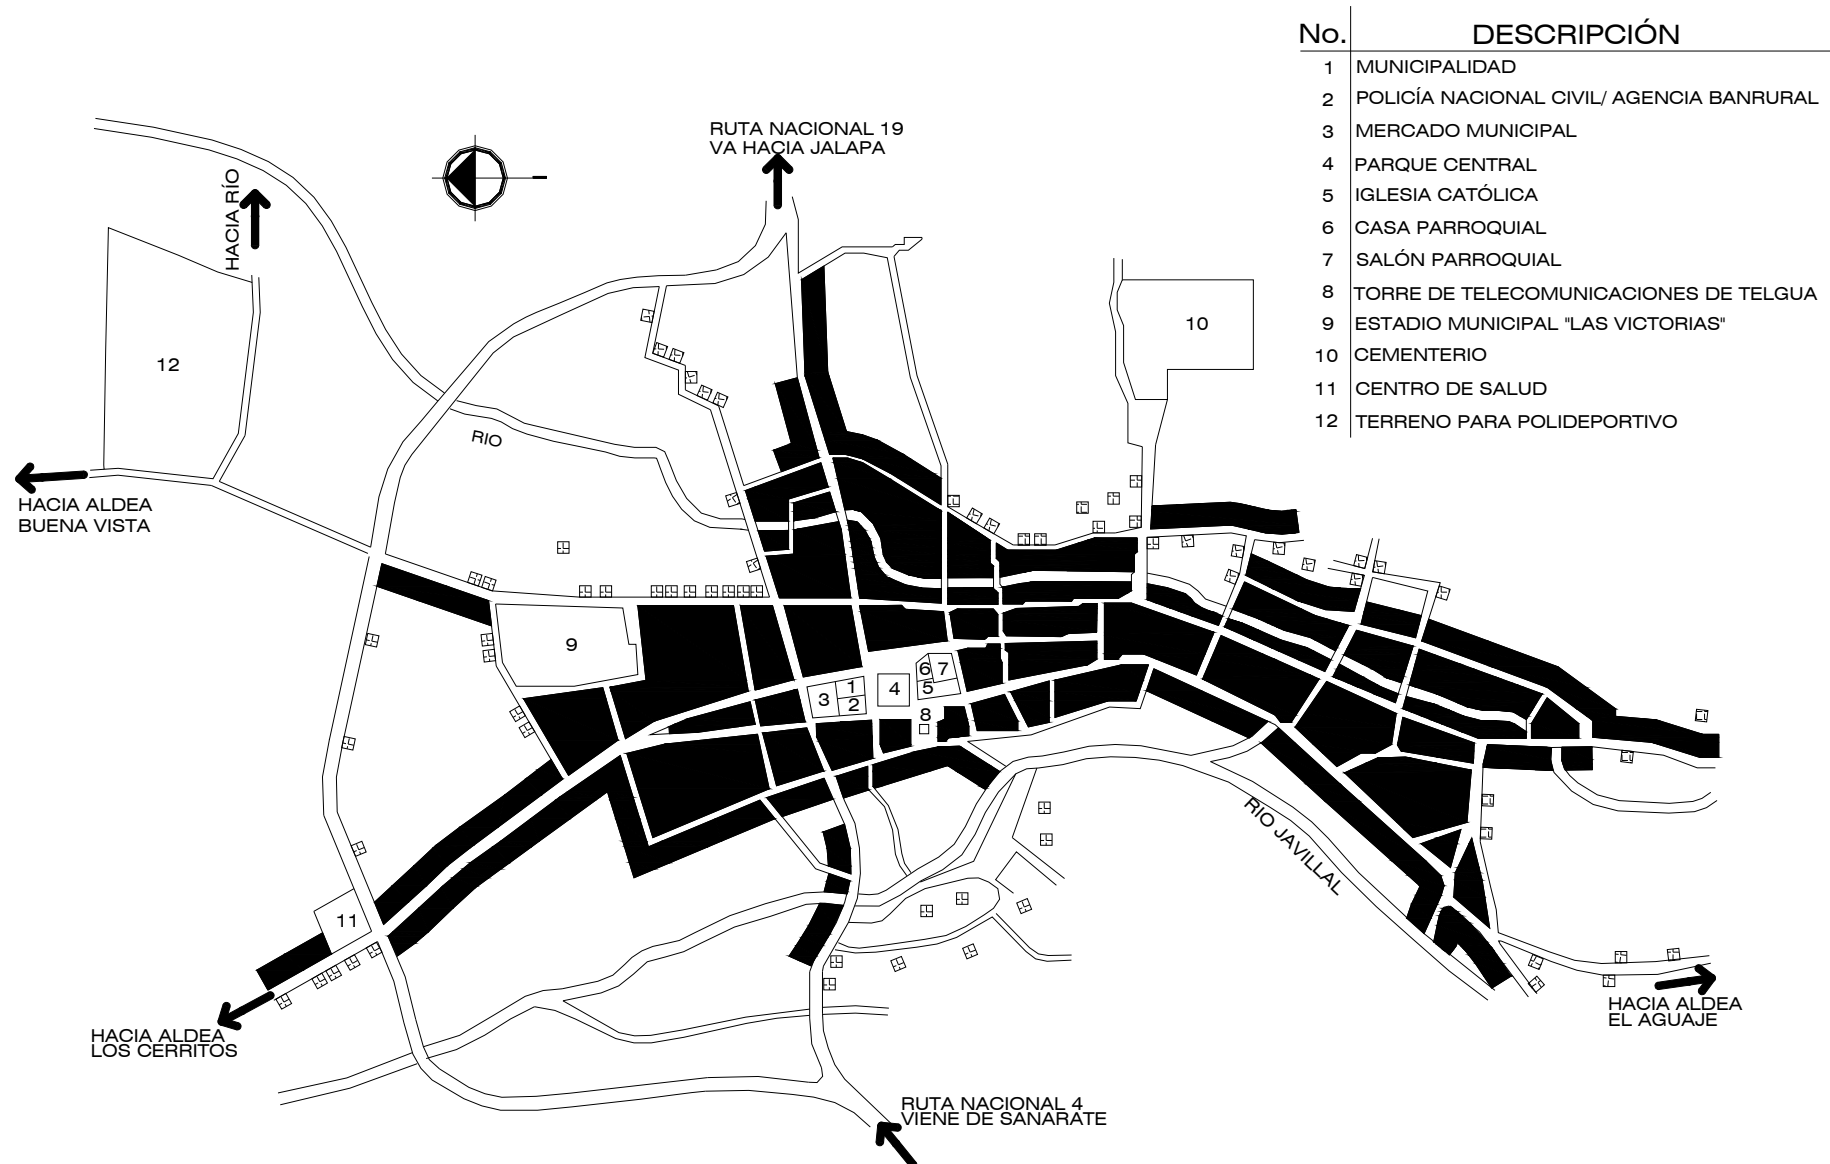 No. DESCRIPCIÓN
1 MUNICIPALIDAD
2 POLICÍA NACIONAL CIVIL/ AGENCIA BANRURAL
3 MERCADO MUNICIPAL
4 PARQUE CENTRAL
5 IGLESIA CATÓLICA
6 CASA PARROQUIAL
7 SALÓN PARROQUIAL
8 TORRE DE TELECOMUNICACIONES DE TELGUA
9 ESTADIO MUNICIPAL "LAS VICTORIAS"
10 CEMENTERIO
11 CENTRO DE SALUD
12 TERRENO PARA POLIDEPORTIVO
RUTA NACIONAL 19
VA HACIA JALAPA
HACIA RÍO
12
10
RIO
HACIA ALDEA
BUENA VISTA
9
6
7
5
4
1
3
2
8
RIO JAVILLAL
11
HACIA ALDEA
LOS CERRITOS
HACIA ALDEA
EL AGUAJE
RUTA NACIONAL 4
VIENE DE SANARATE